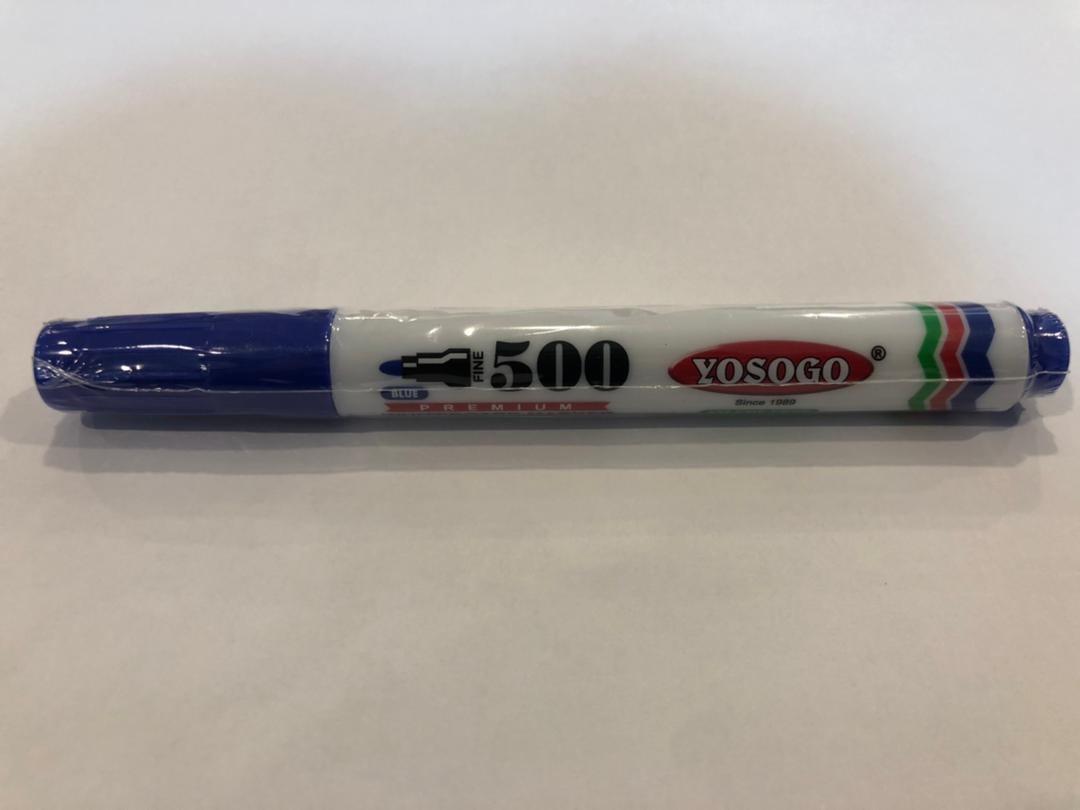 BLUE
FINE
500
PREMIUM
YOSOGO®
Since 1989